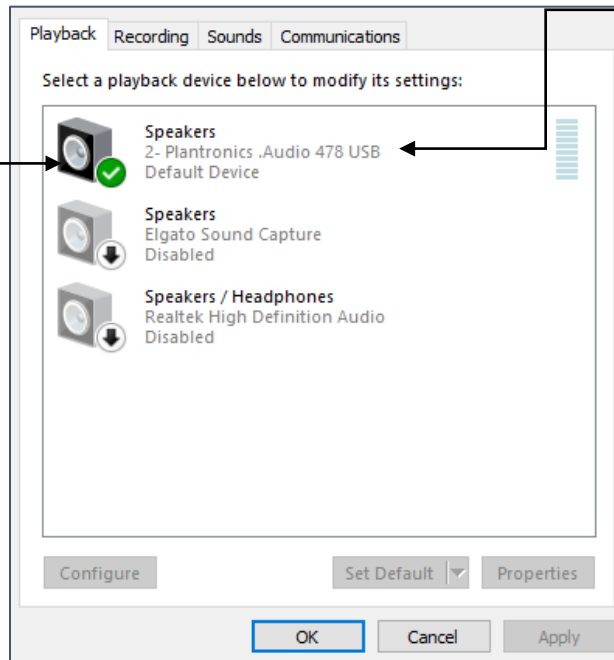 Playback Recording Sounds Communications
Select a playback device below to modify its settings:
Speakers
2- Plantronics .Audio 478 USB
Default Device
Speakers
Elgato Sound Capture
Disabled
Speakers / Headphones
Realtek High Definition Audio
Disabled
Configure Set Default Properties
OK Cancel Apply